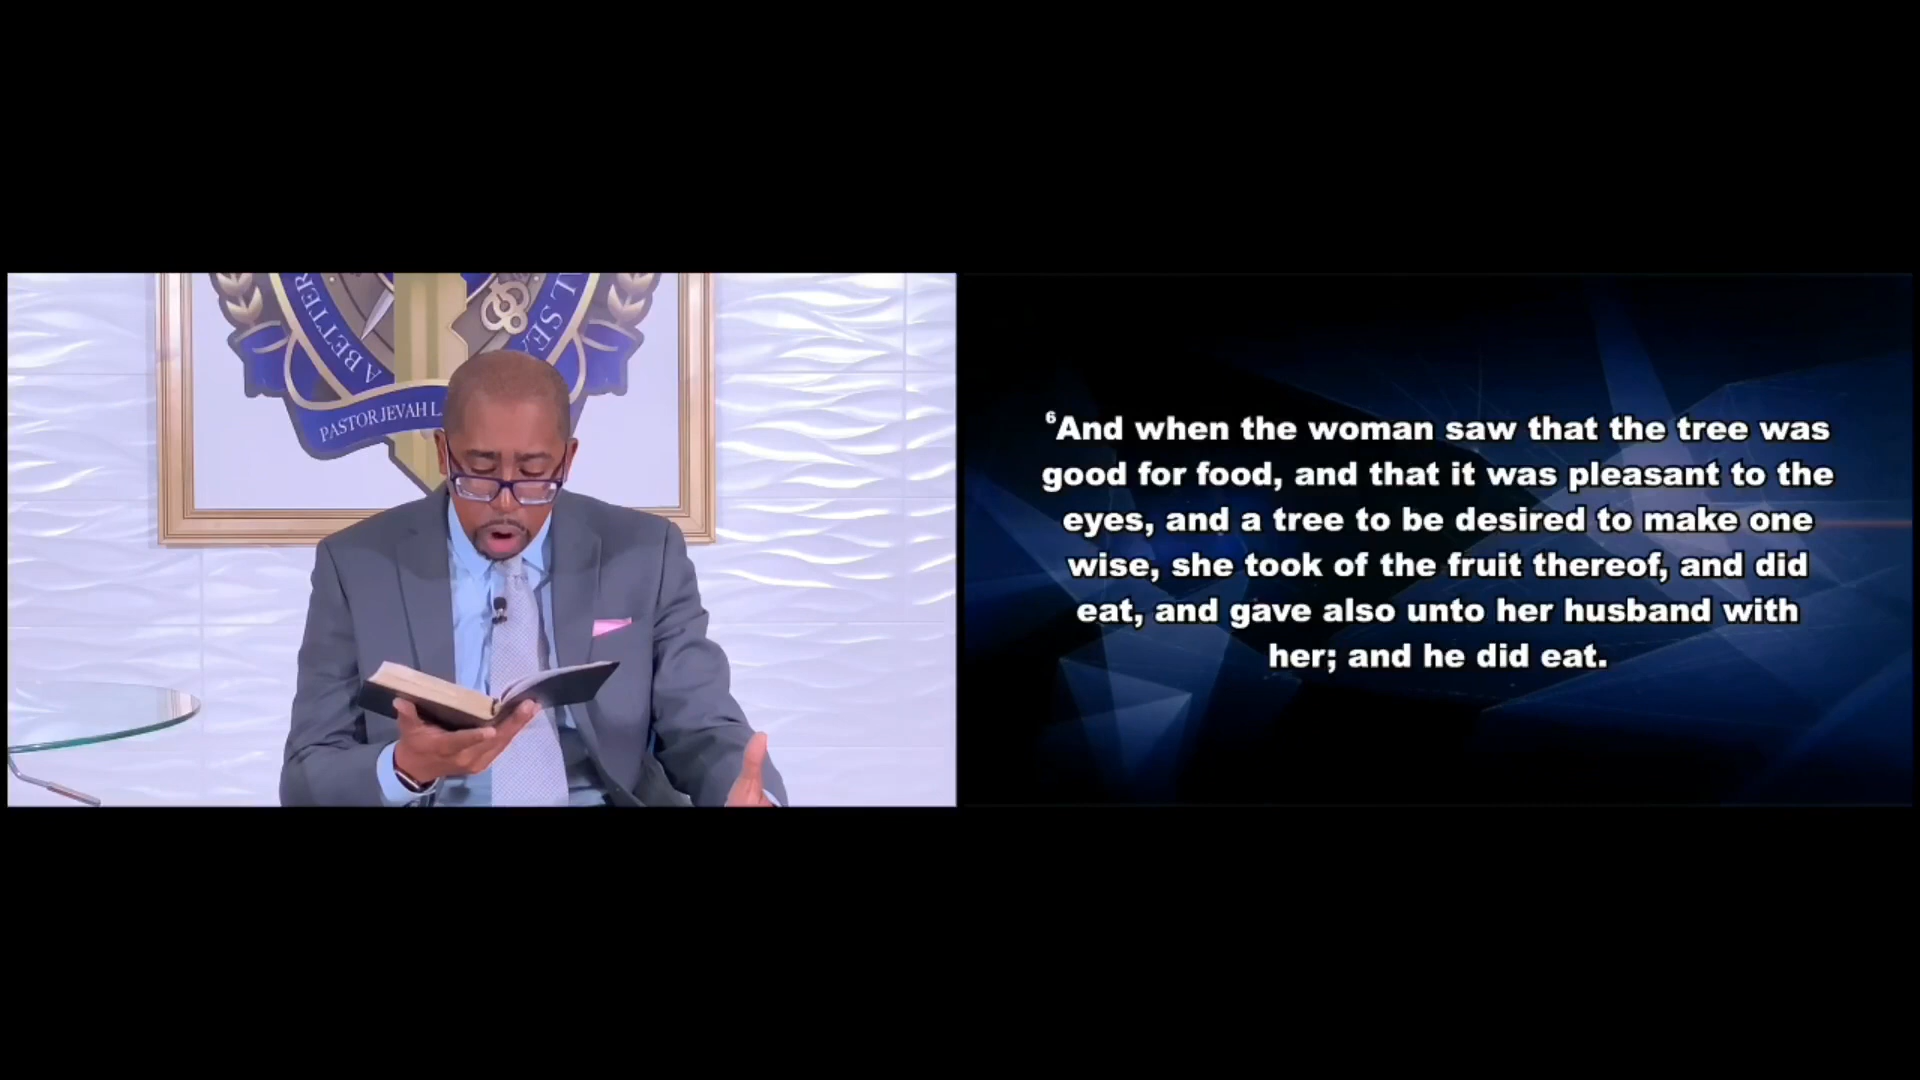 A BETTER
L SEA
PASTOR JEVAH L
⁶And when the woman saw that the tree was
good for food, and that it was pleasant to the
eyes, and a tree to be desired to make one
wise, she took of the fruit thereof, and did
eat, and gave also unto her husband with
her; and he did eat.